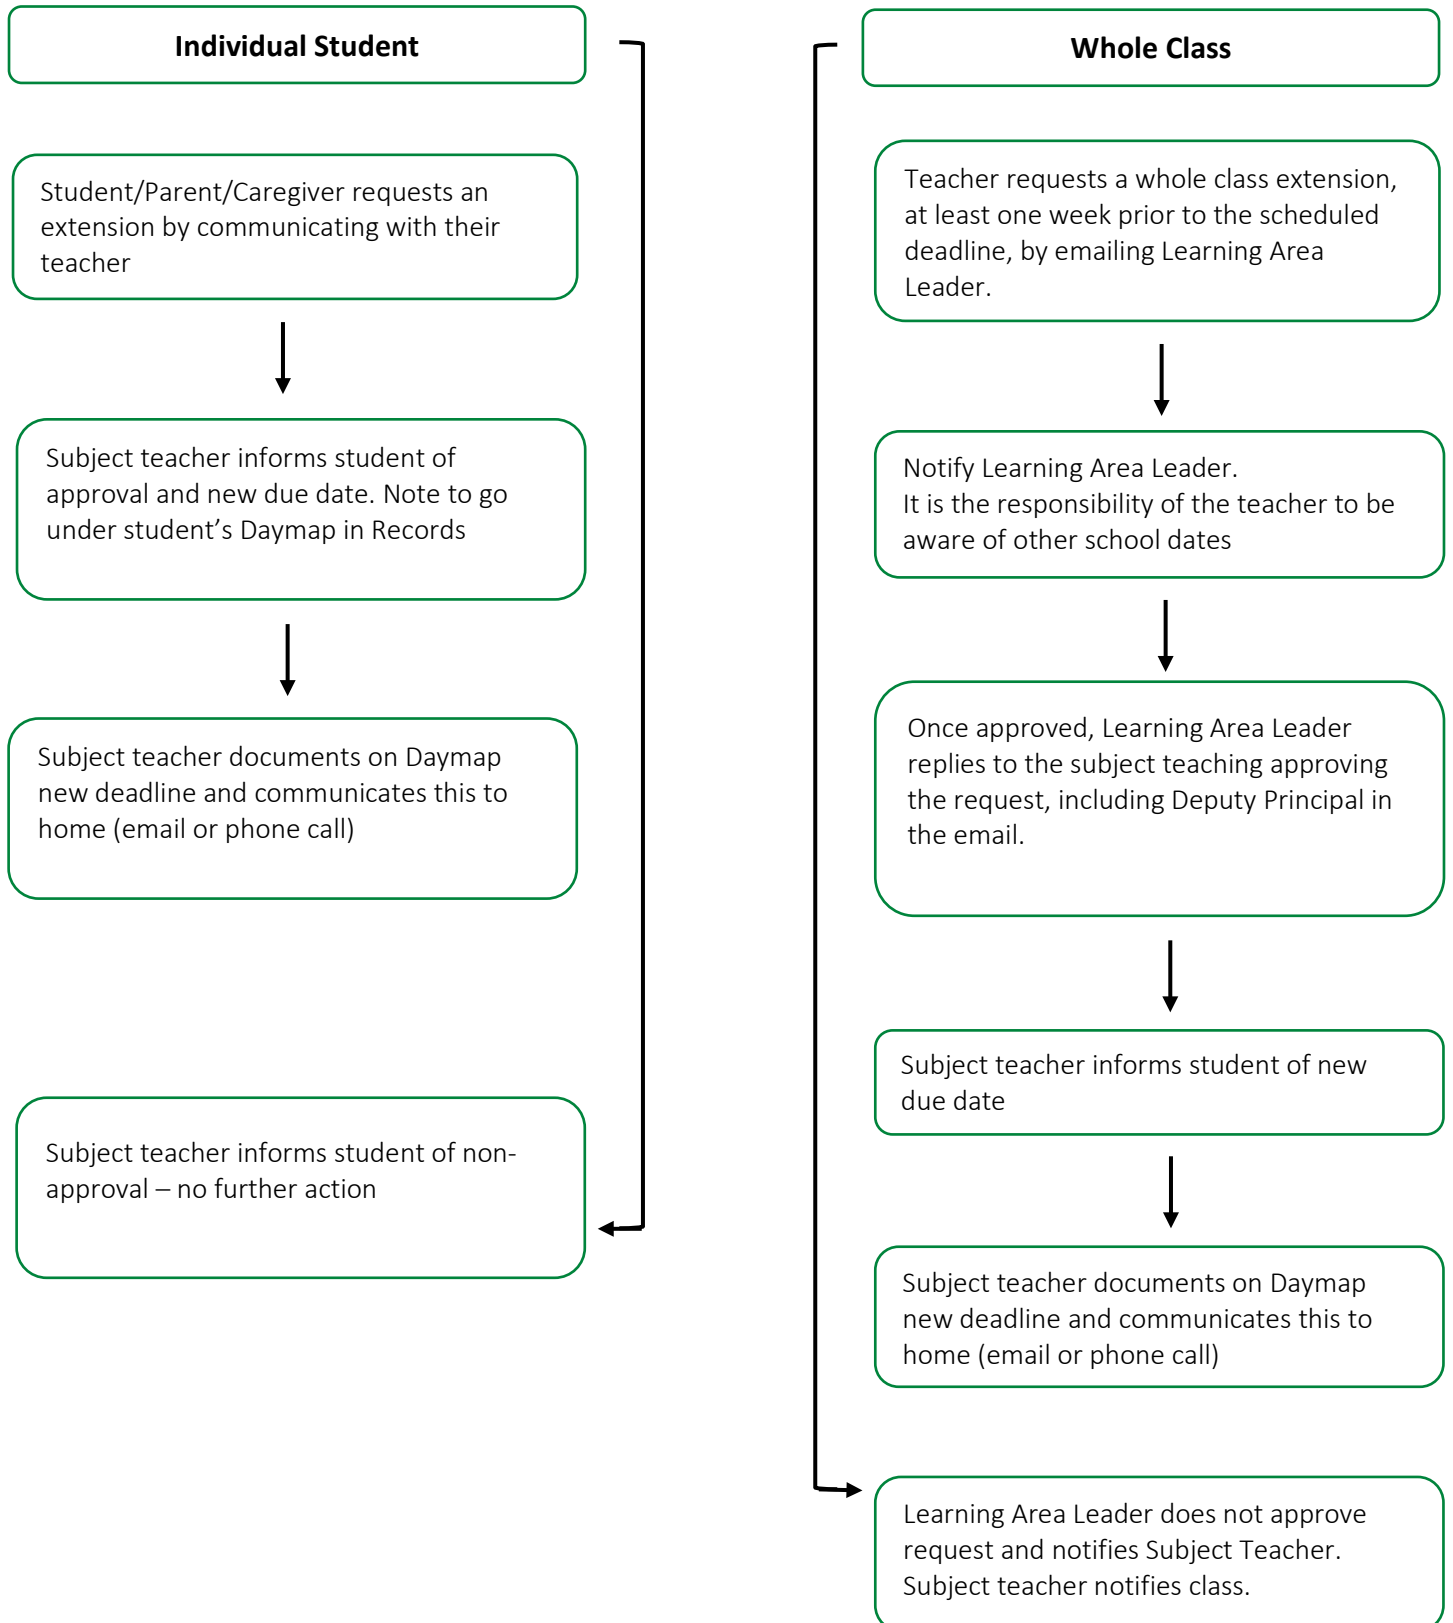 Individual Student
Student/Parent/Caregiver requests an
extension by communicating with their
teacher
Subject teacher informs student of
approval and new due date. Note to go
under student’s Daymap in Records
Subject teacher documents on Daymap
new deadline and communicates this to
home (email or phone call)
Subject teacher informs student of non-
approval – no further action
Whole Class
Teacher requests a whole class extension,
at least one week prior to the scheduled
deadline, by emailing Learning Area
Leader.
Notify Learning Area Leader.
It is the responsibility of the teacher to be
aware of other school dates
Once approved, Learning Area Leader
replies to the subject teaching approving
the request, including Deputy Principal in
the email.
Subject teacher informs student of new
due date
Subject teacher documents on Daymap
new deadline and communicates this to
home (email or phone call)
Learning Area Leader does not approve
request and notifies Subject Teacher.
Subject teacher notifies class.